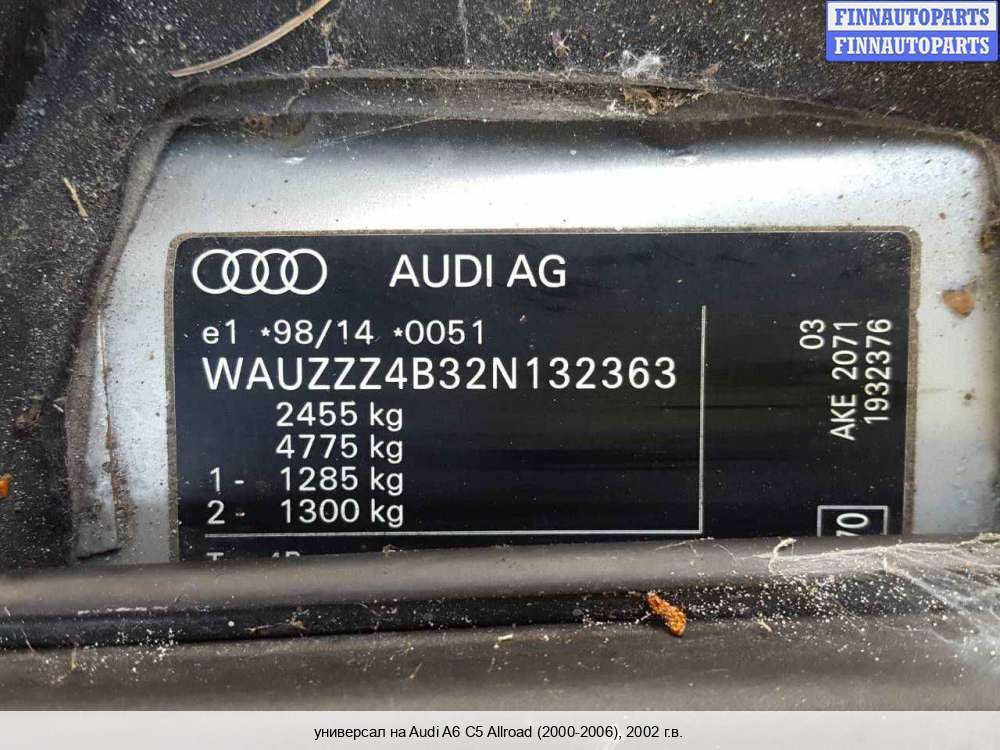 FINNAUTOPARTS
FINNAUTOPARTS
AUDI AG
e1 *98/14 *0051
WAUZZZ4B32N132363
2455 kg
4775 kg
1 - 1285 kg
2 - 1300 kg
03
AKE 2071
1932376
70
универсал на Audi A6 C5 Allroad (2000-2006), 2002 г.в.